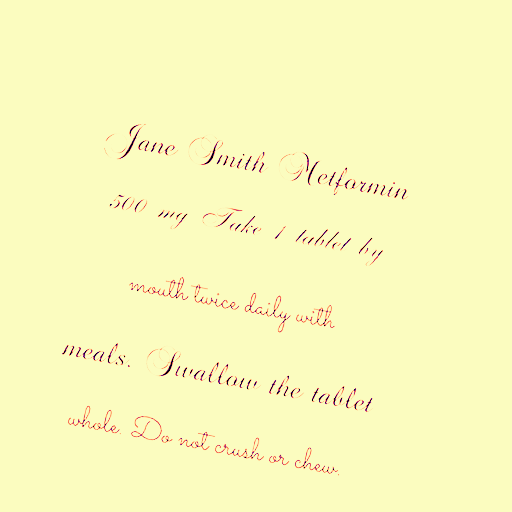 Jane Smith Metformin
500 mg Take 1 tablet by
mouth twice daily with
meals. Swallow the tablet
whole. Do not crush or chew.